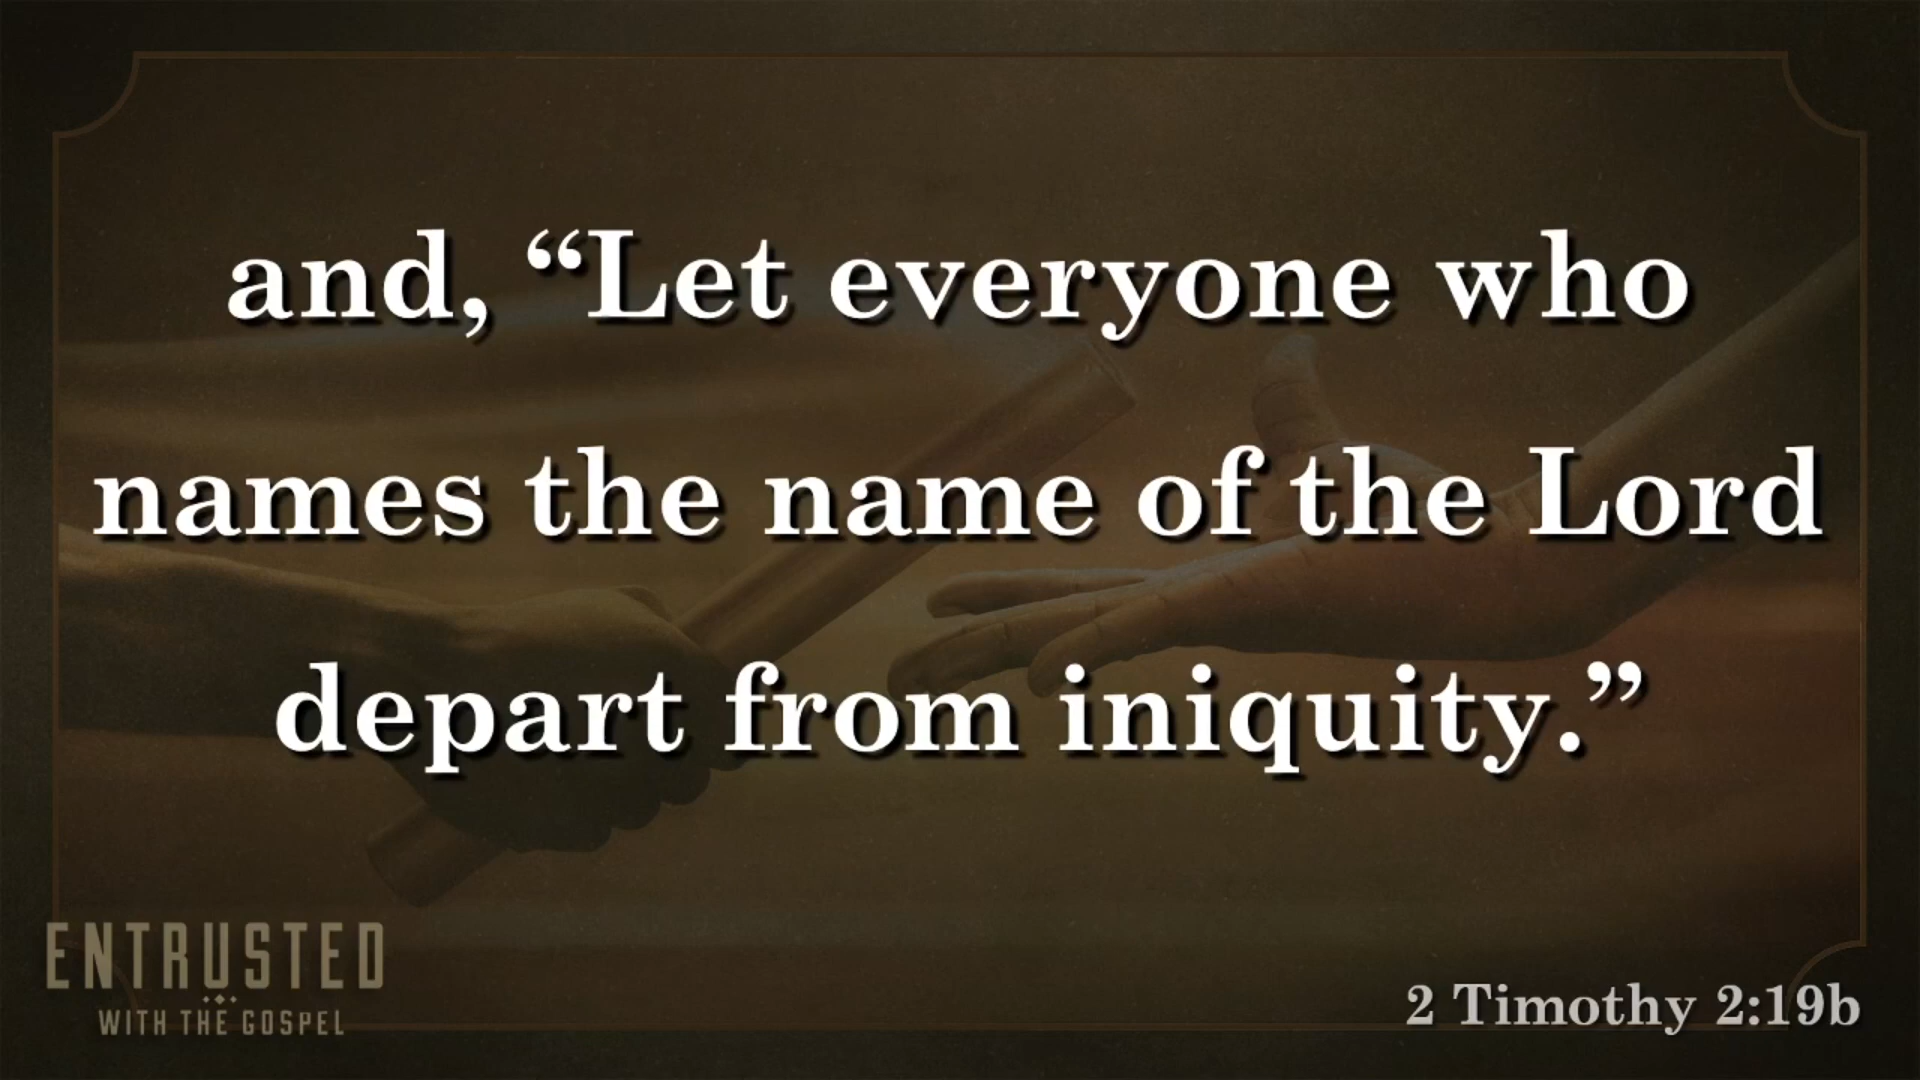 and, “Let everyone who
names the name of the Lord
depart from iniquity.”
ENTRUSTED
WITH THE GOSPEL
2 Timothy 2:19b